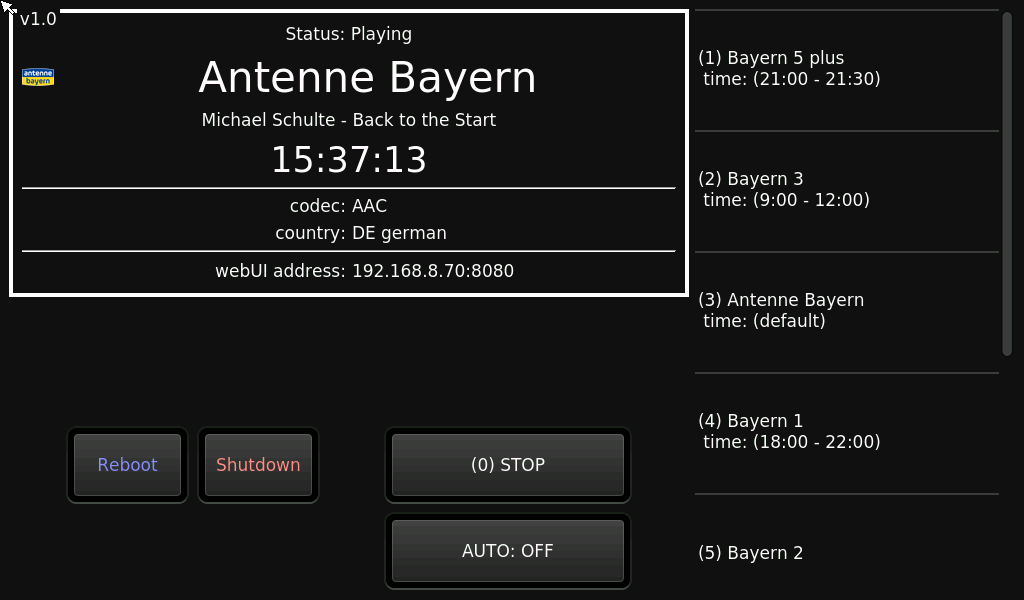 v1.0
Status: Playing
antenne
bayern
Antenne Bayern
Michael Schulte - Back to the Start
15:37:13
codec: AAC
country: DE german
webUI address: 192.168.8.70:8080
Reboot
Shutdown
(0) STOP
AUTO: OFF
(1) Bayern 5 plus
time: (21:00 - 21:30)
(2) Bayern 3
time: (9:00 - 12:00)
(3) Antenne Bayern
time: (default)
(4) Bayern 1
time: (18:00 - 22:00)
(5) Bayern 2